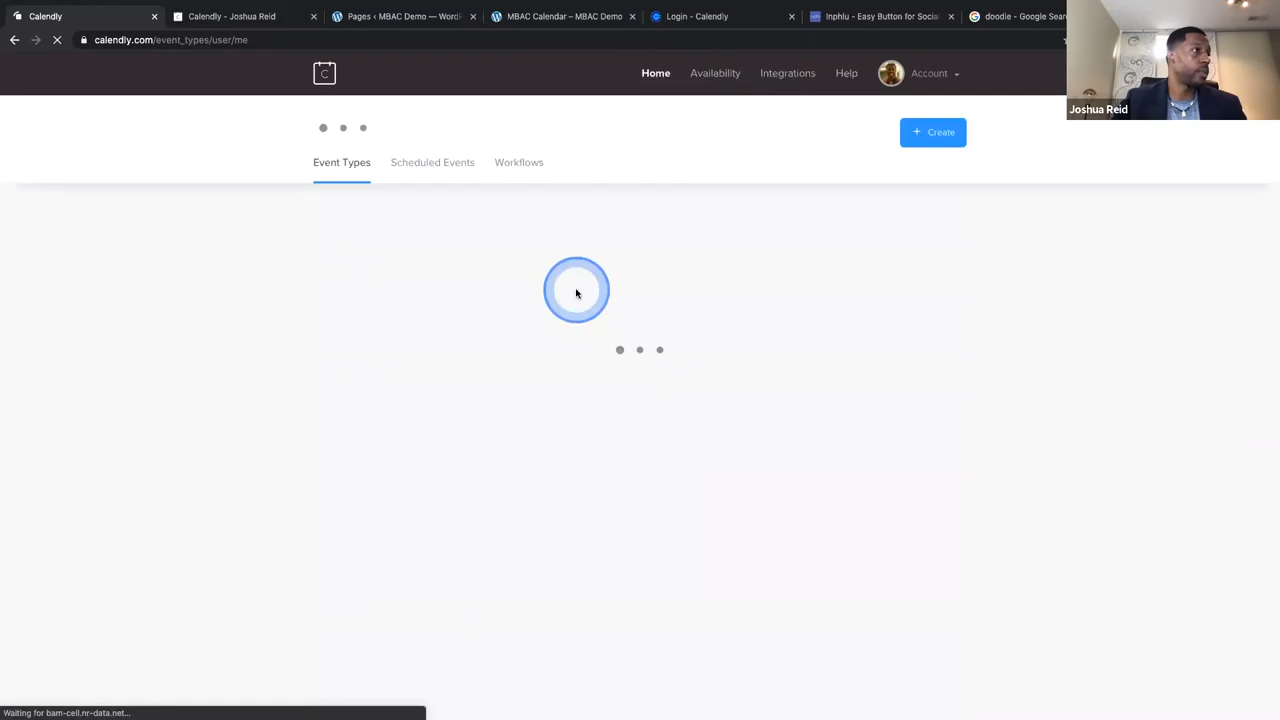 Calendly
Calendly - Joshua Reid
Pages ‹ MBAC Demo — WordP
MBAC Calendar – MBAC Demo
Login - Calendly
Inphlu - Easy Button for Social
doodle - Google Sear
calendly.com/event_types/user/me
C
Home
Availability
Integrations
Help
Account
Joshua Reid
+ Create
Event Types
Scheduled Events
Workflows
Waiting for bam-cell.nr-data.net...